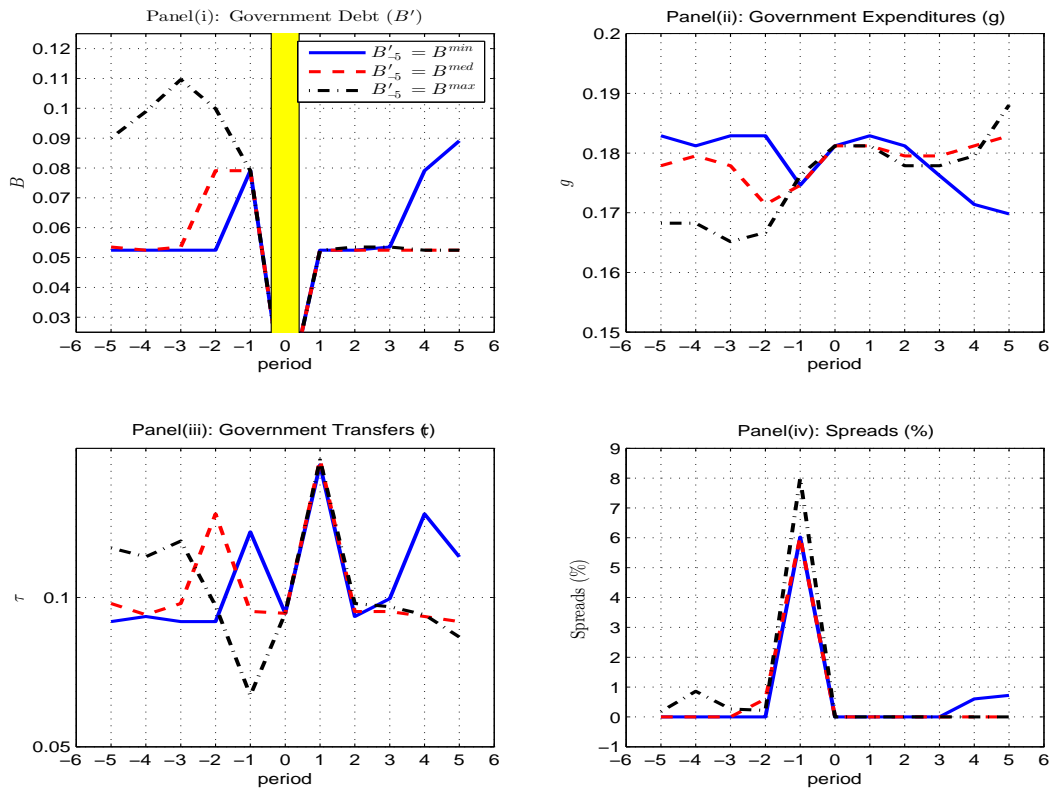 Panel(i): Government Debt (B′)
0.12
0.11
0.1
0.09
0.08
0.07
0.06
0.05
0.04
0.03
B
−6 −5 −4 −3 −2 −1 0 1 2 3 4 5 6
period
B′−5 = Bmin
B′−5 = Bmed
B′−5 = Bmax
Panel(ii): Government Expenditures (g)
0.2
0.19
0.18
0.17
0.16
0.15
g
−6 −5 −4 −3 −2 −1 0 1 2 3 4 5 6
period
Panel(iii): Government Transfers (τ)
0.1
0.05
τ
−6 −5 −4 −3 −2 −1 0 1 2 3 4 5 6
period
Panel(iv): Spreads (%)
9
8
7
6
5
4
3
2
1
0
−1
Spreads (%)
−6 −5 −4 −3 −2 −1 0 1 2 3 4 5 6
period